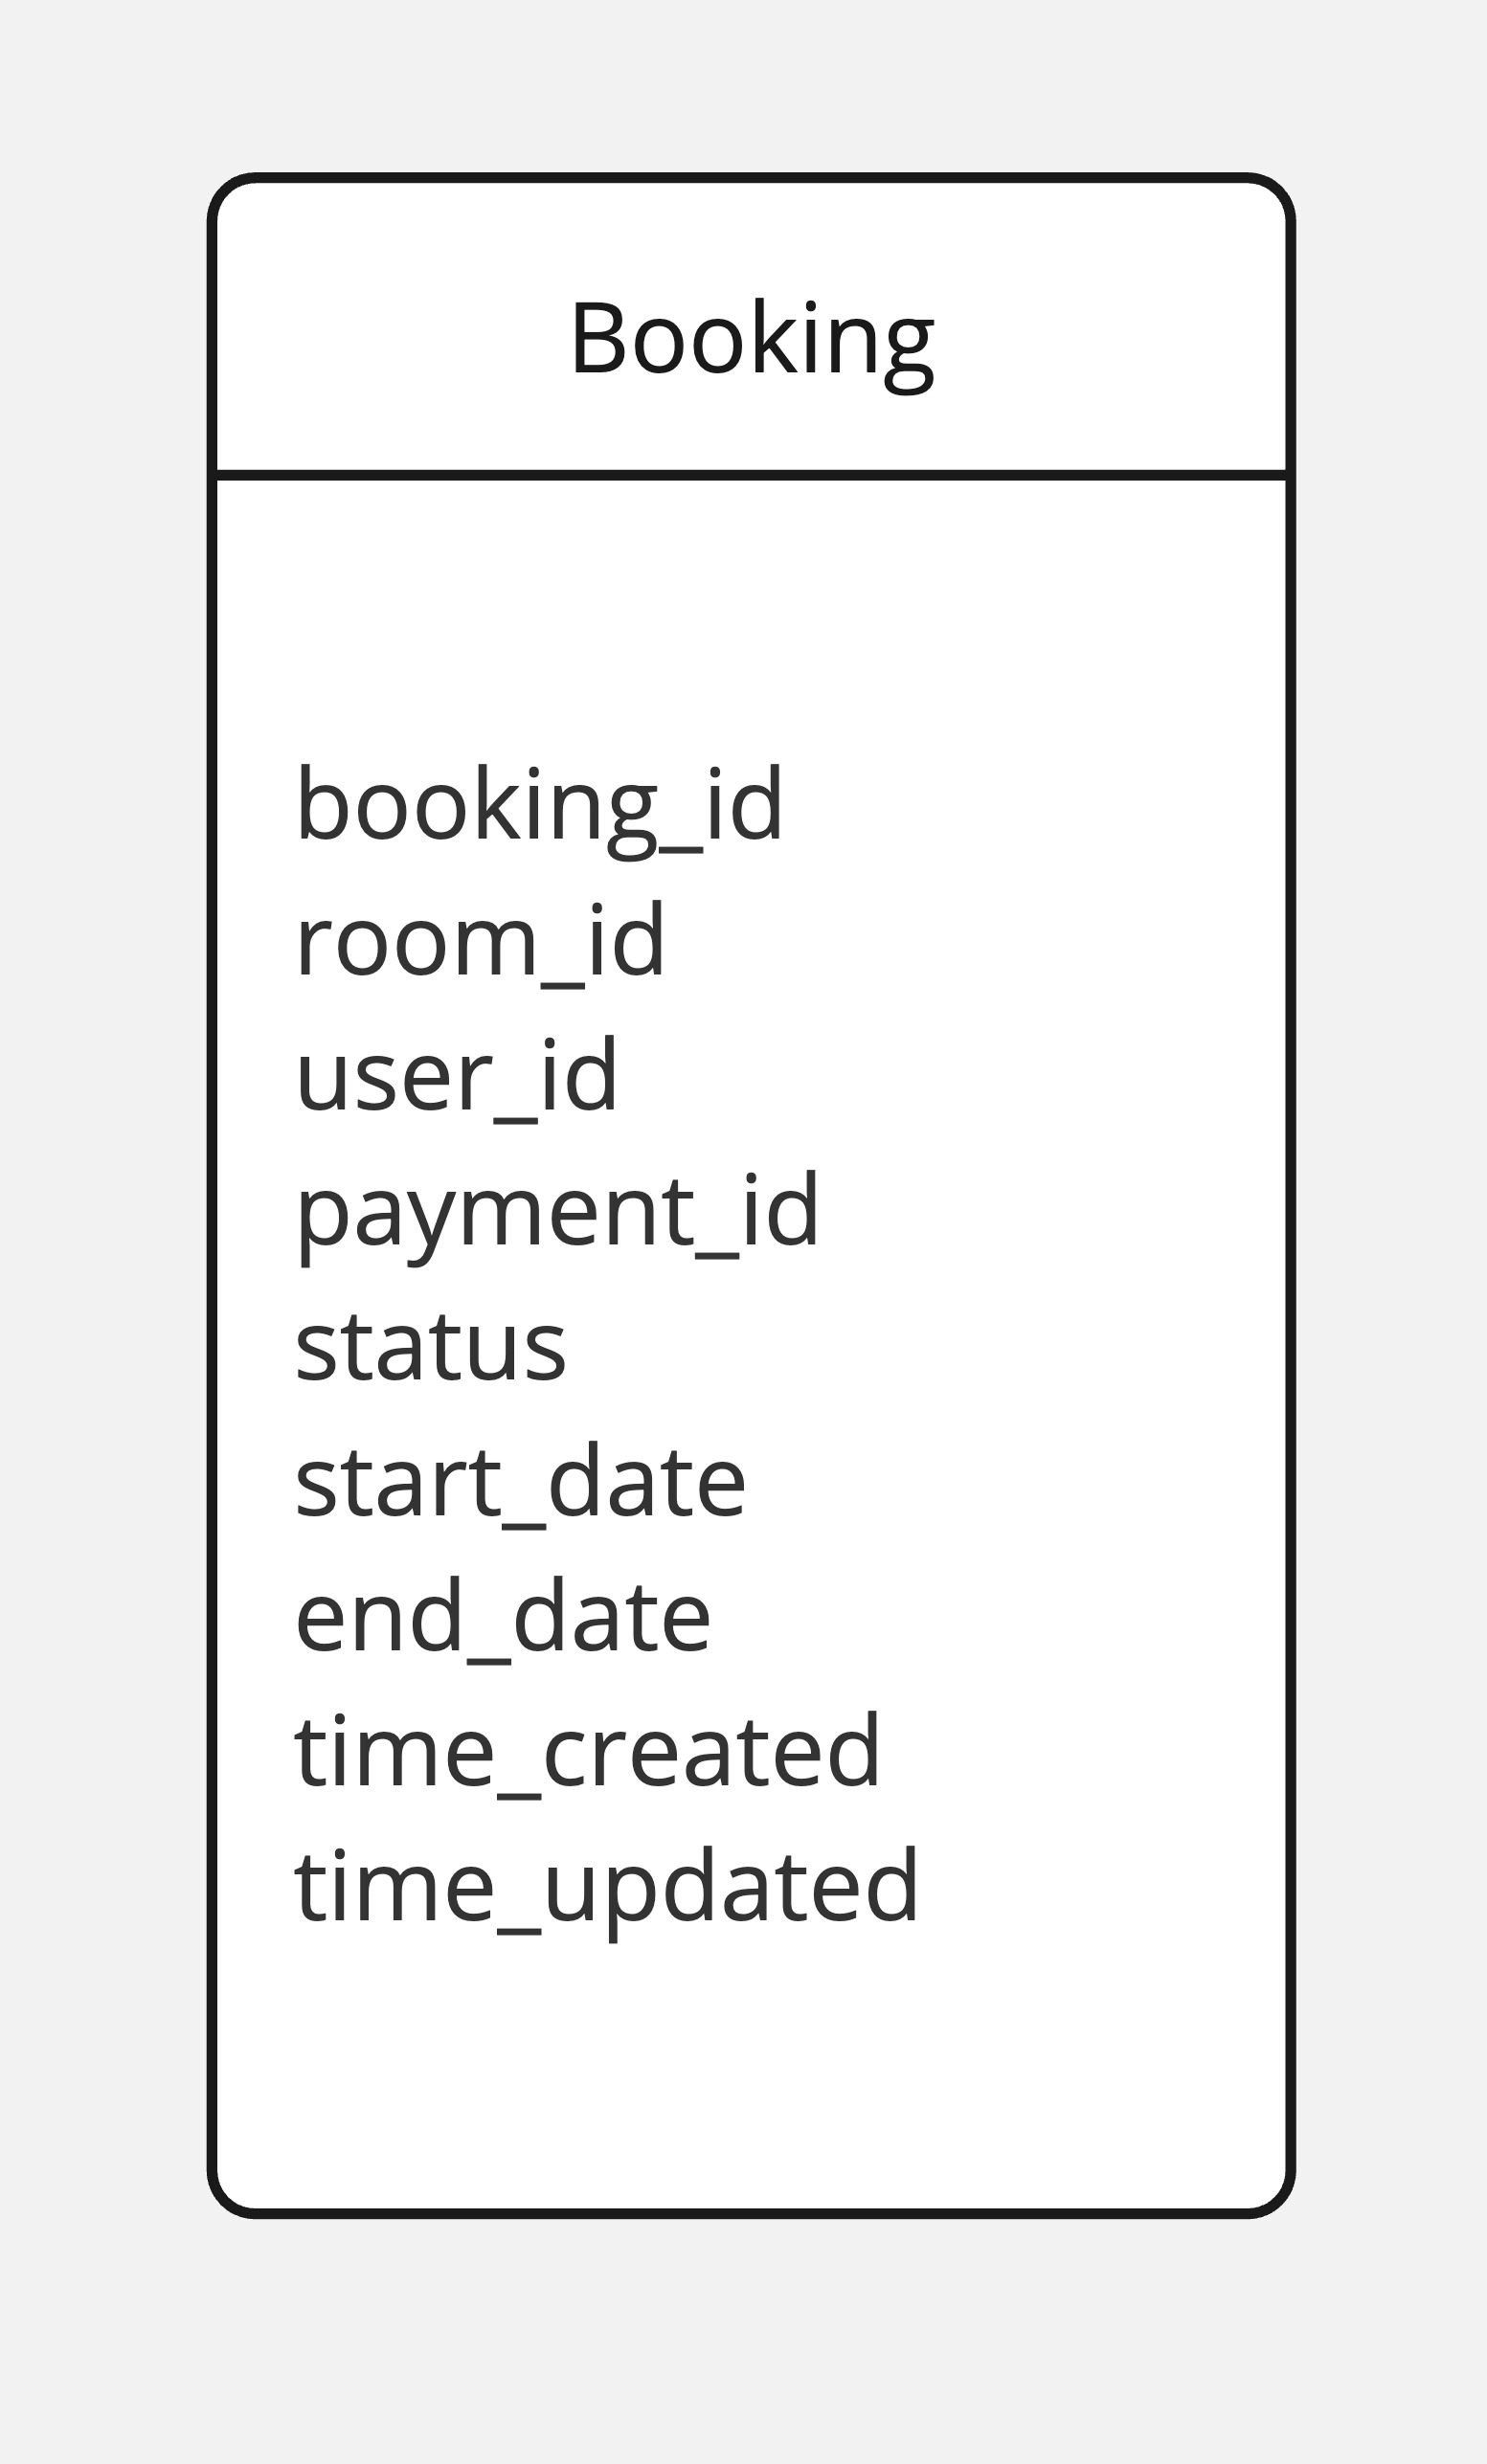 Booking
booking_id
room_id
user_id
payment_id
status
start_date
end_date
time_created
time_updated